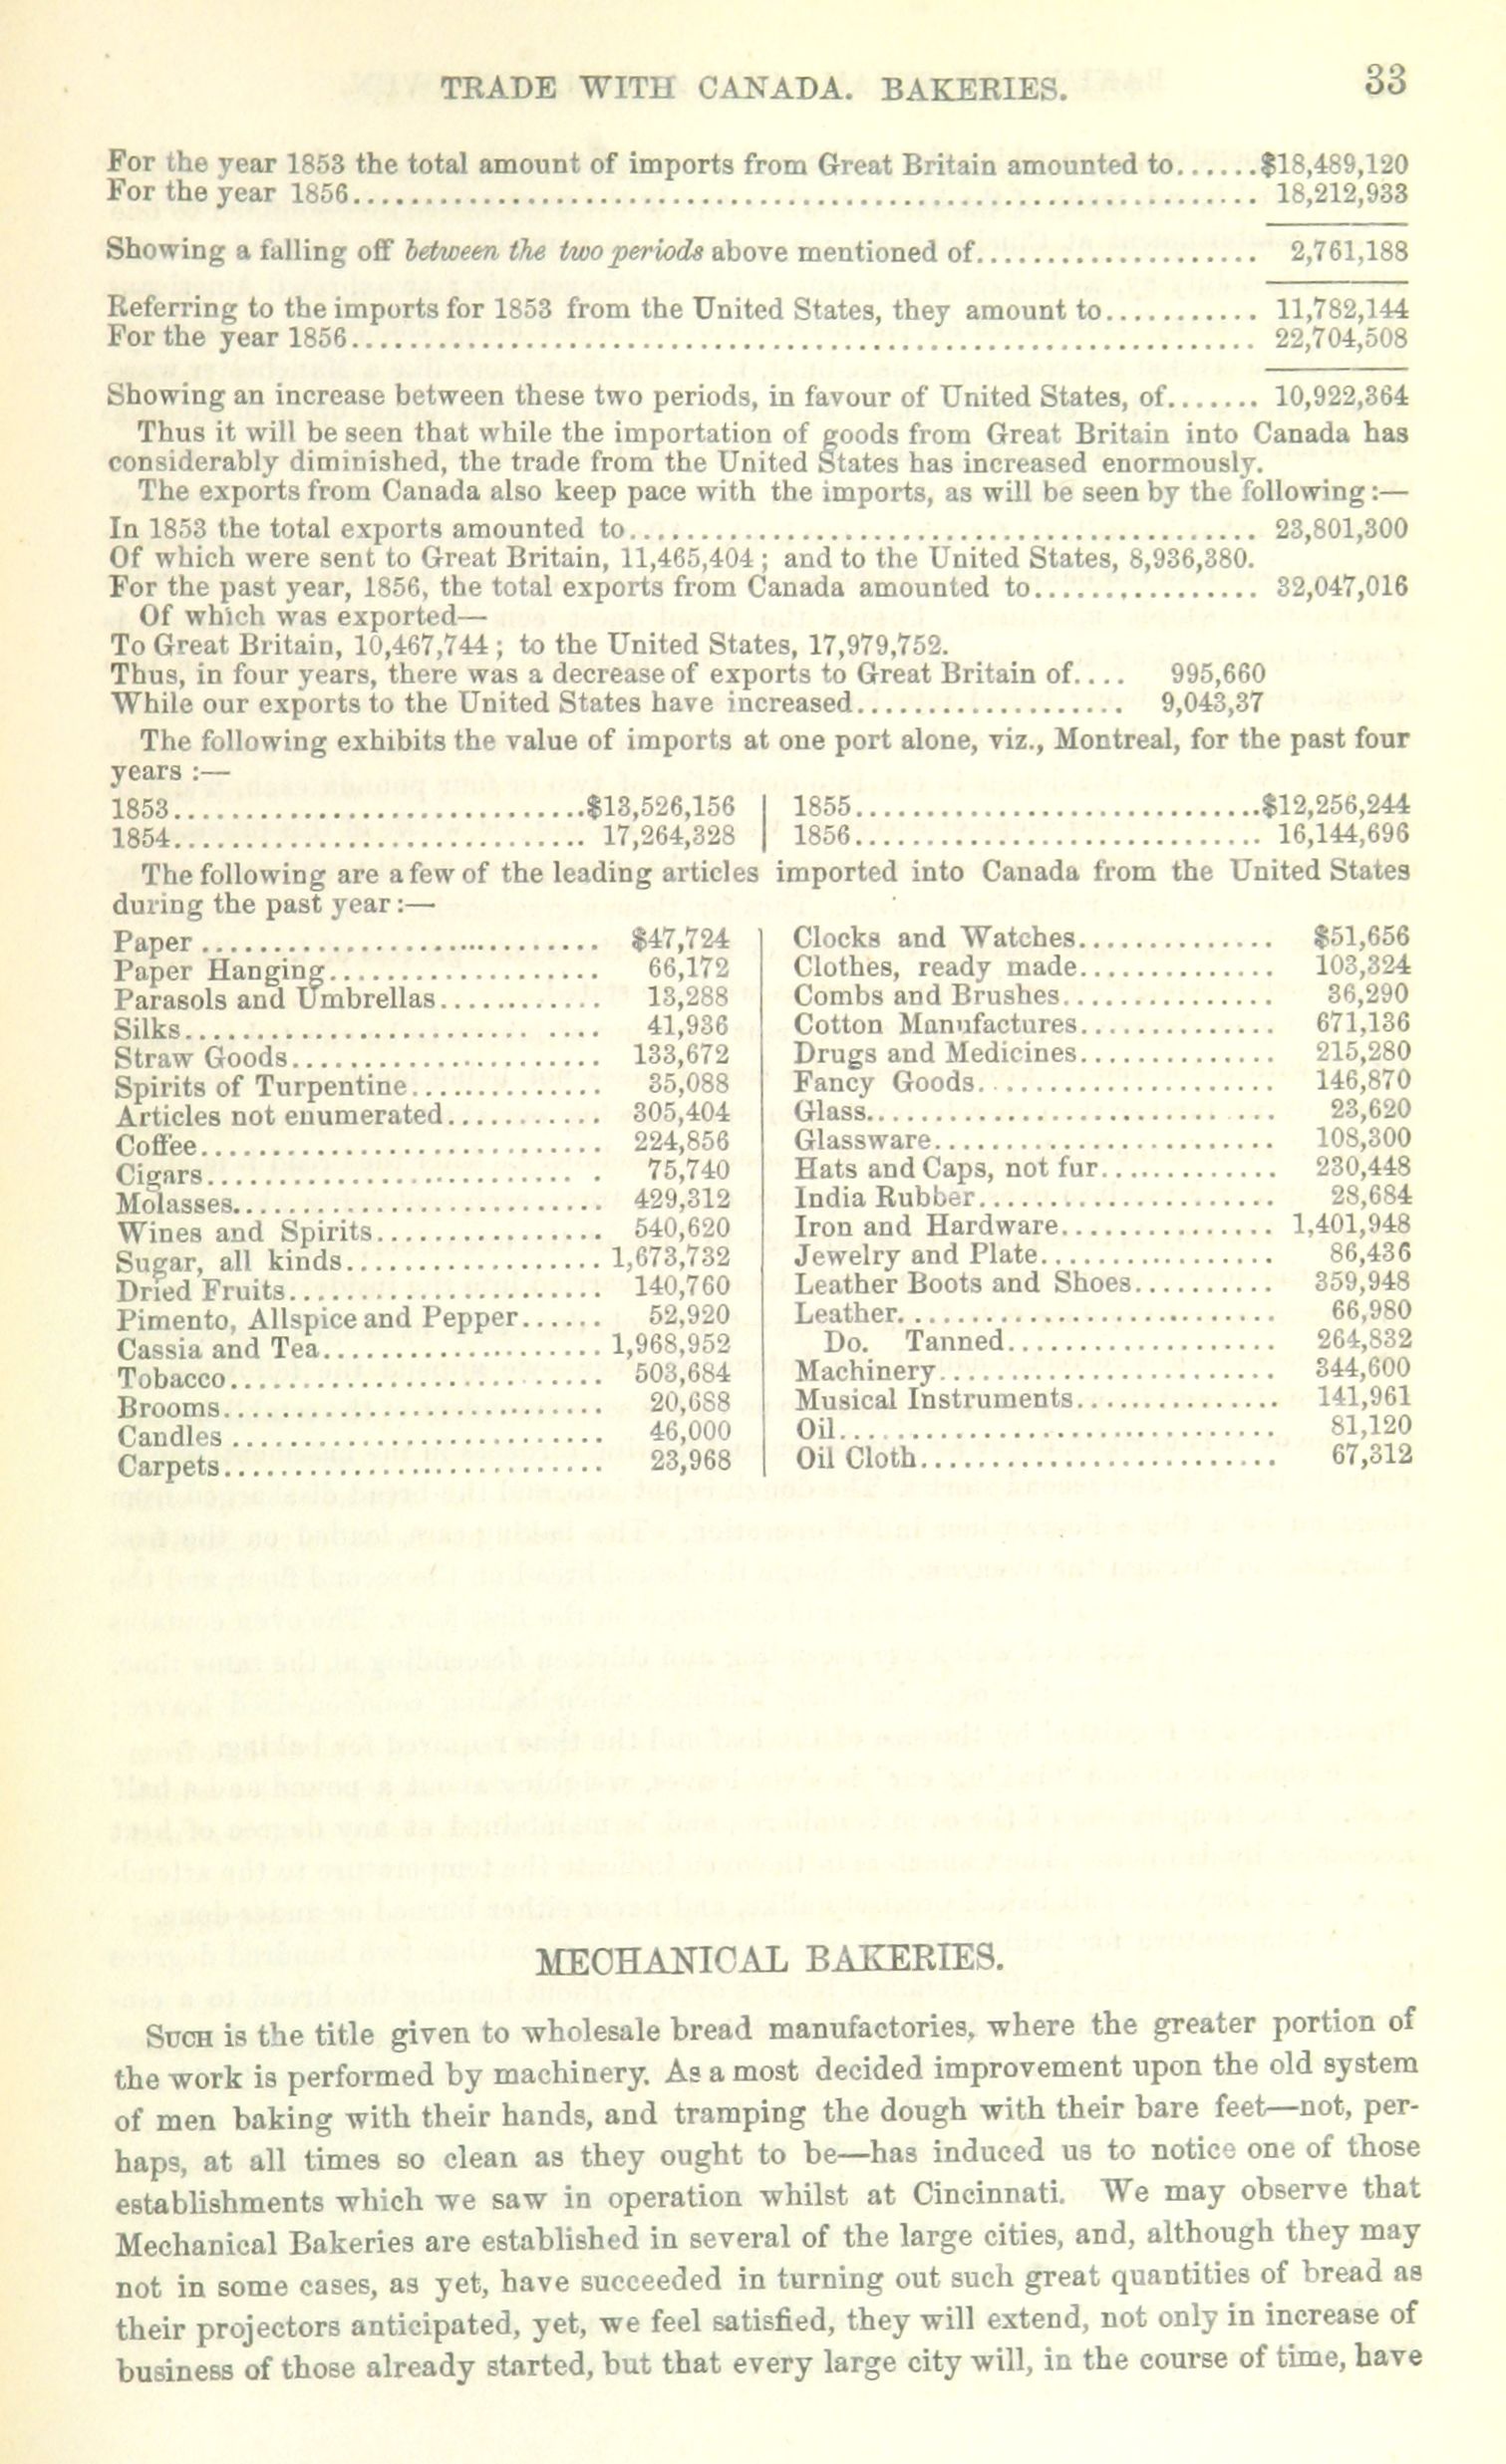 TRADE WITH CANADA. BAKERIES. 33
For the year 1853 the total amount of imports from Great Britain amounted to.......$18,489,120
For the year 1856................................................................ 18,212,933
Showing a falling off between the two periods above mentioned of.................... 2,761,188
Referring to the imports for 1853 from the United States, they amount to........... 11,782,144
For the year 1856................................................................ 22,704,508
Showing an increase between these two periods, in favour of United States, of....... 10,922,364
Thus it will be seen that while the importation of goods from Great Britain into Canada has
considerably diminished, the trade from the United States has increased enormously.
The exports from Canada also keep pace with the imports, as will be seen by the following:—
In 1853 the total exports amounted to............................................ 23,801,300
Of which were sent to Great Britain, 11,465,404; and to the United States, 8,936,380.
For the past year, 1856, the total exports from Canada amounted to................ 32,047,016
Of which was exported—
To Great Britain, 10,467,744; to the United States, 17,979,752.
Thus, in four years, there was a decrease of exports to Great Britain of.... 995,660
While our exports to the United States have increased................... 9,043,37
The following exhibits the value of imports at one port alone, viz., Montreal, for the past four
years :—
1853.............................$13,526,156 | 1855.............................$12,256,244
1854............................. 17,264,328 | 1856............................. 16,144,696
The following are a few of the leading articles imported into Canada from the United States
during the past year:—
Paper ............................ $47,724
Paper Hanging................... 66,172
Parasols and Umbrellas............ 13,288
Silks........................ .... 41,936
Straw Goods...................... 133,672
Spirits of Turpentine.............. 35,088
Articles not enumerated........... 305,404
Coffee............................ 224,856
Cigars.......................... . 75,740
Molasses.......................... 429,312
Wines and Spirits................ 540,620
Sugar, all kinds.................. 1,673,732
Dried Fruits...................... 140,760
Pimento, Allspice and Pepper...... 52,920
Cassia and Tea.................... 1,968,952
Tobacco.......................... 503,684
Brooms........................... 20,688
Candles .......................... 46,000
Carpets........................... 23,968
Clocks and Watches.............. $51,656
Clothes, ready made.............. 103,324
Combs and Brushes............... 36,290
Cotton Manufactures.............. 671,136
Drugs and Medicines.............. 215,280
Fancy Goods..................... 146,870
Glass......................... ... 23,620
Glassware........................ 108,300
Hats and Caps, not fur............. 230,448
India Rubber..................... 28,684
Iron and Hardware............... 1,401,948
Jewelry and Plate................. 86,436
Leather Boots and Shoes.......... 359,948
Leather........................... 66,980
Do. Tanned................... 264,832
Machinery........................ 344,600
Musical Instruments............... 141,961
Oil............................... 81,120
Oil Cloth......................... 67,312
MECHANICAL BAKERIES.
SUCH is the title given to wholesale bread manufactories, where the greater portion of
the work is performed by machinery. As a most decided improvement upon the old system
of men baking with their hands, and tramping the dough with their bare feet—not, per-
haps, at all times so clean as they ought to be—has induced us to notice one of those
establishments which we saw in operation whilst at Cincinnati. We may observe that
Mechanical Bakeries are established in several of the large cities, and, although they may
not in some cases, as yet, have succeeded in turning out such great quantities of bread as
their projectors anticipated, yet, we feel satisfied, they will extend, not only in increase of
business of those already started, but that every large city will, in the course of time, have